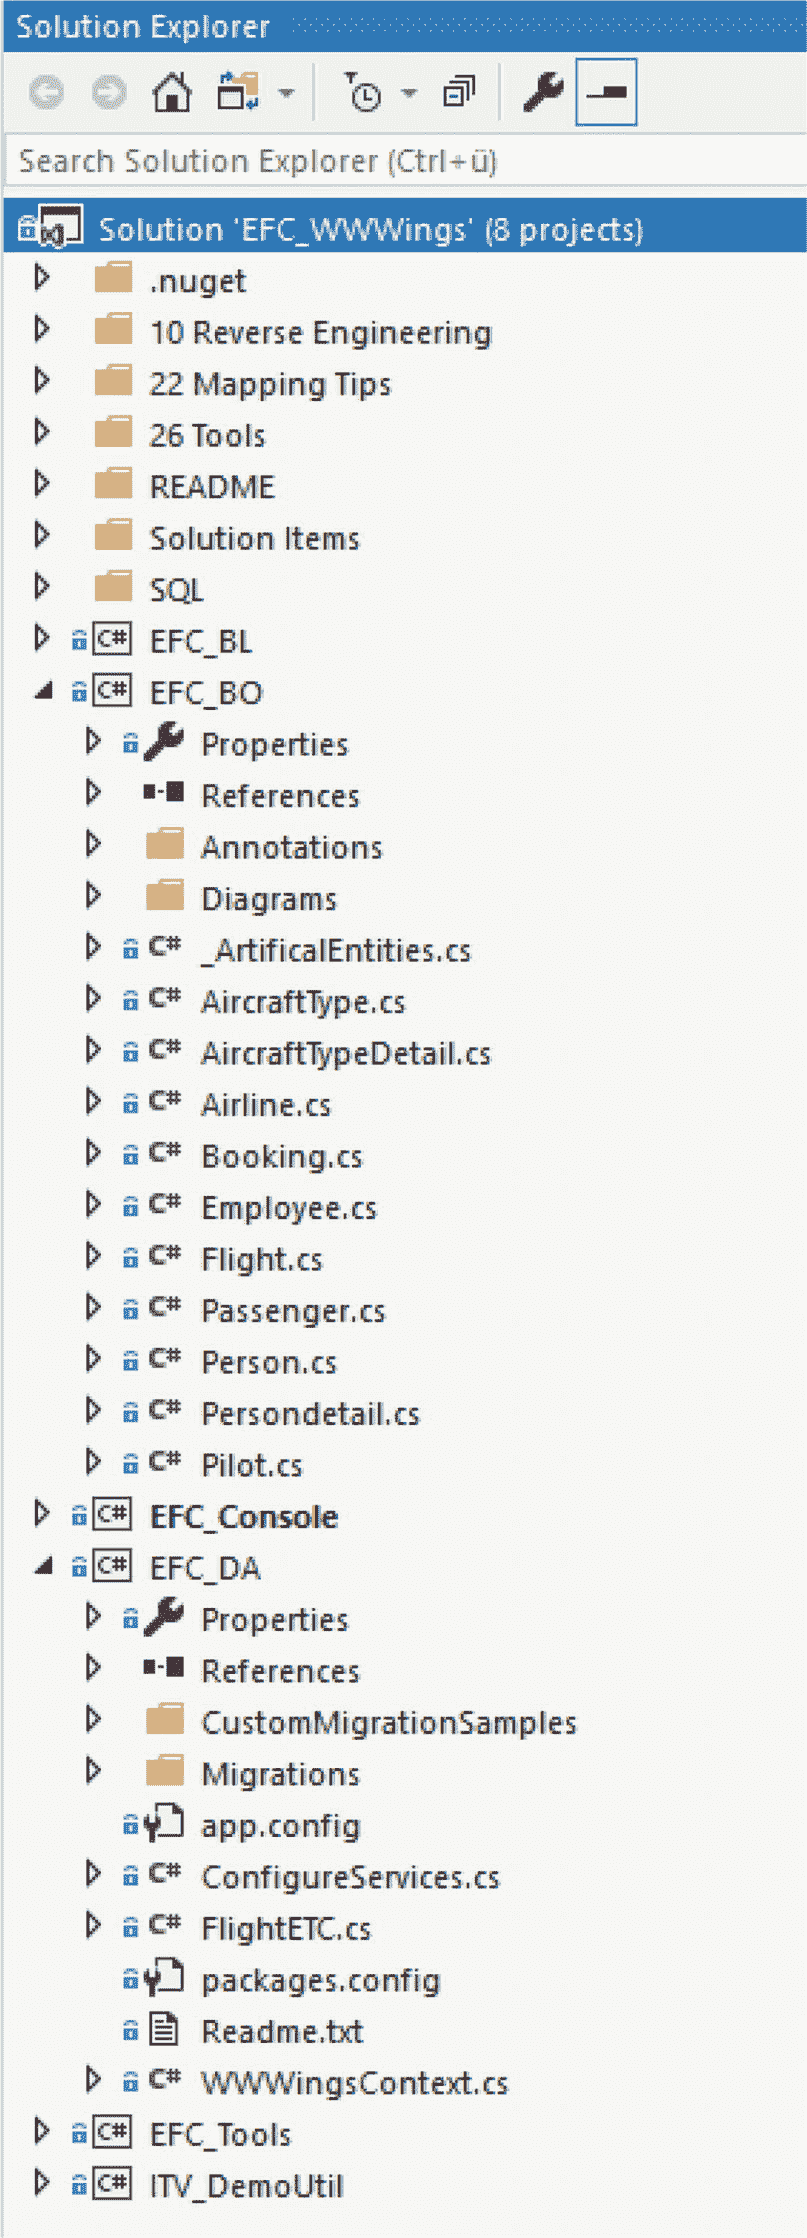 Solution Explorer
Search Solution Explorer (Ctrl+ü)
Solution 'EFC_WWWings' (8 projects)
.nuget
10 Reverse Engineering
22 Mapping Tips
26 Tools
README
Solution Items
SQL
C# EFC_BL
C# EFC_BO
Properties
References
Annotations
Diagrams
C# _ArtificalEntities.cs
C# AircraftType.cs
C# AircraftTypeDetail.cs
C# Airline.cs
C# Booking.cs
C# Employee.cs
C# Flight.cs
C# Passenger.cs
C# Person.cs
C# Persondetail.cs
C# Pilot.cs
C# EFC_Console
C# EFC_DA
Properties
References
CustomMigrationSamples
Migrations
app.config
C# ConfigureServices.cs
C# FlightETC.cs
packages.config
Readme.txt
C# WWWingsContext.cs
C# EFC_Tools
C# ITV_DemoUtil